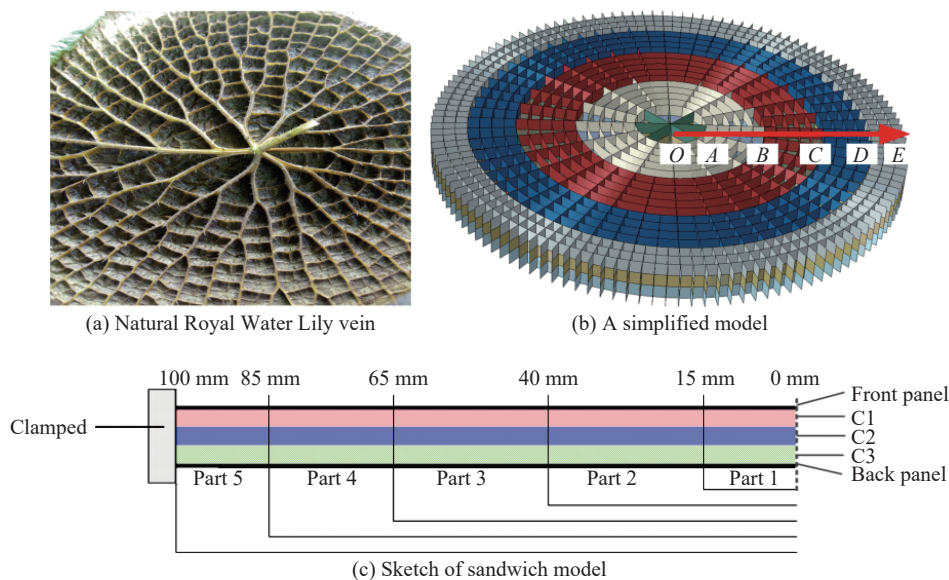 O A B C D E
(a) Natural Royal Water Lily vein
(b) A simplified model
100 mm 85 mm 65 mm 40 mm 15 mm 0 mm
Front panel
Clamped
C1
C2
C3
Back panel
Part 5 Part 4 Part 3 Part 2 Part 1
(c) Sketch of sandwich model